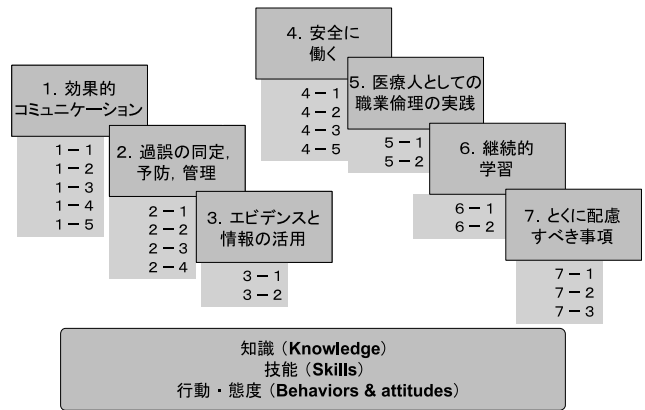 1. 効果的
コミュニケーション
1－1
1－2
1－3
1－4
1－5
2. 過誤の同定,
予防, 管理
2－1
2－2
2－3
2－4
3. エビデンスと
情報の活用
3－1
3－2
4. 安全に
働く
4－1
4－2
4－3
4－5
5. 医療人としての
職業倫理の実践
5－1
5－2
6. 継続的
学習
6－1
6－2
7. とくに配慮
すべき事項
7－1
7－2
7－3
知識（Knowledge）
技能（Skills）
行動・態度（Behaviors & attitudes）